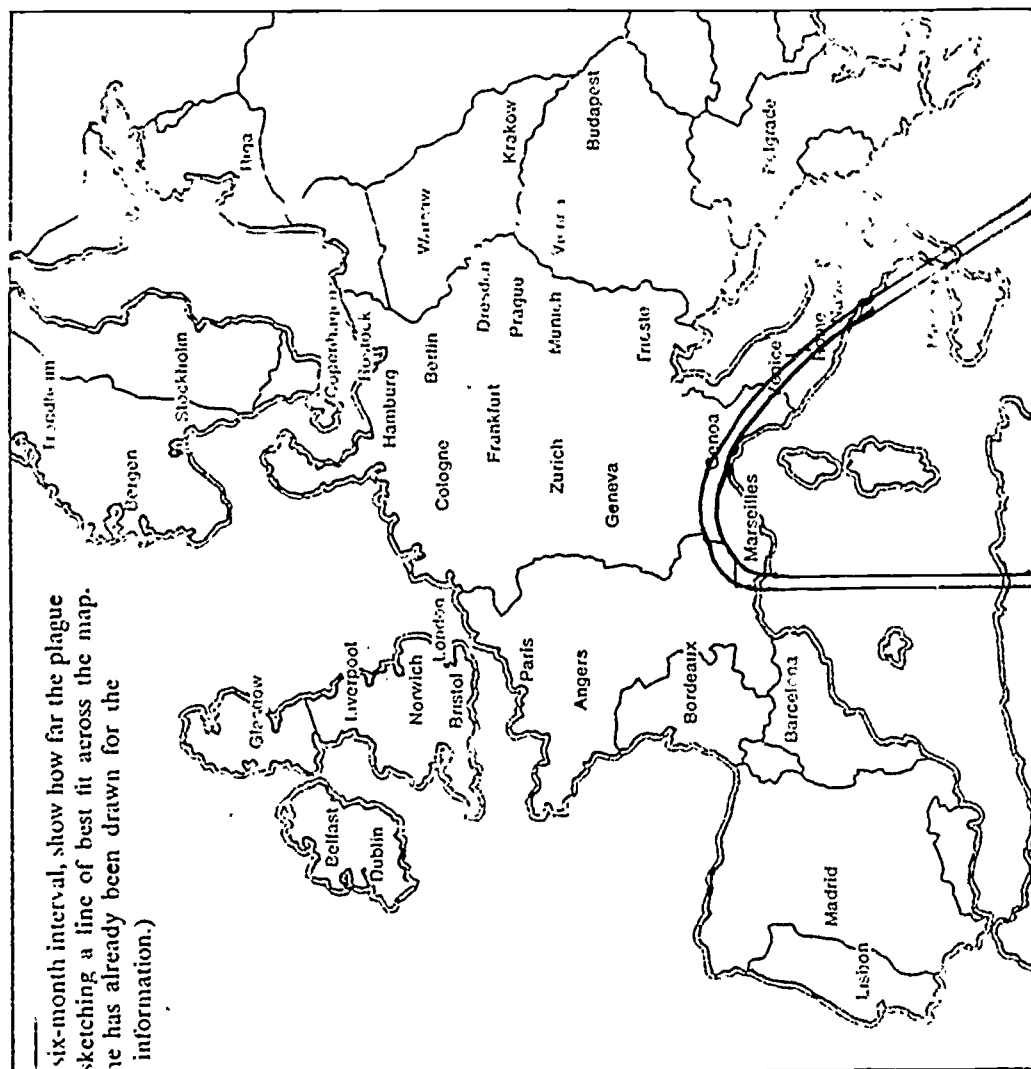 six-month interval, show how far the plague
sketching a line of best fit across the map.
ne has already been drawn for the
information.)
Trondheim
Bergen
Stockholm
Riga
Copenhagen
Rostock
Hamburg
Berlin
Warsaw
Glasgow
Belfast
Dublin
Liverpool
Norwich
Bristol
London
Cologne
Frankfurt
Dresden
Prague
Krakow
Paris
Angers
Zurich
Munich
Budapest
Geneva
Trieste
Bordeaux
Genoa
Marseilles
Barcelona
Madrid
Lisbon